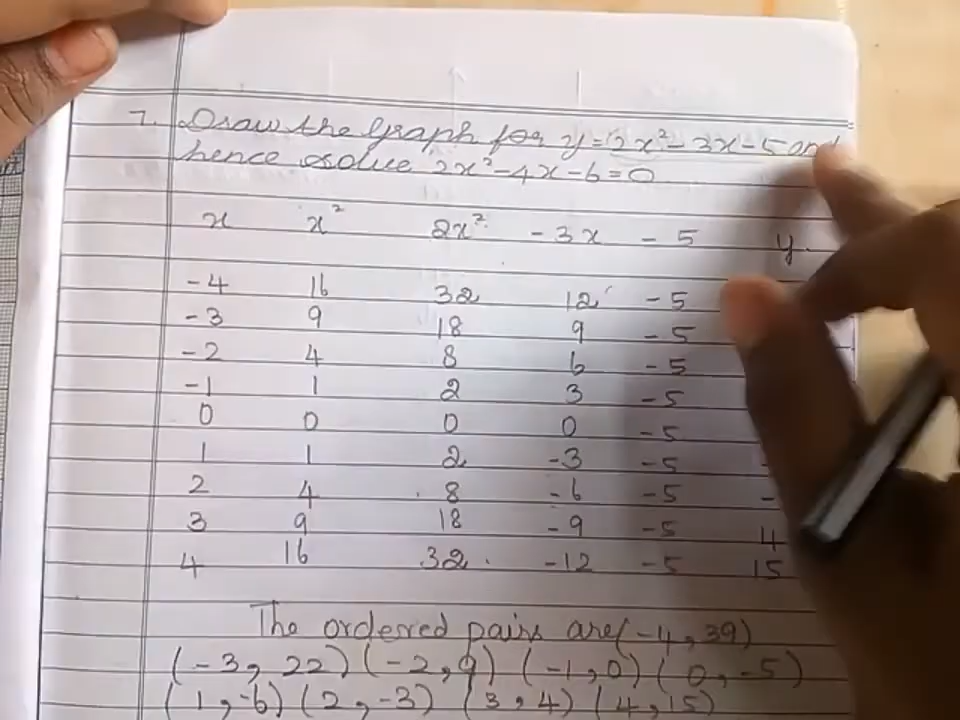 7. Draw the graph for y = 2x² - 3x - 5 and
hence solve 2x² - 4x - 6 = 0
x x² 2x² - 3x - 5 y
-4 16 32 12 -5
-3 9 18 9 -5
-2 4 8 6 -5
-1 1 2 3 -5
0 0 0 0 -5
1 1 2 -3 -5 -
2 4 8 -6 -5 -
3 9 18 -9 -5 4
4 16 32 -12 -5 15
The ordered pairs are (-4, 39)
(-3, 22) (-2, 9) (-1, 0) (0, -5)
(1, -6) (2, -3) (3, 4) (4, 15)